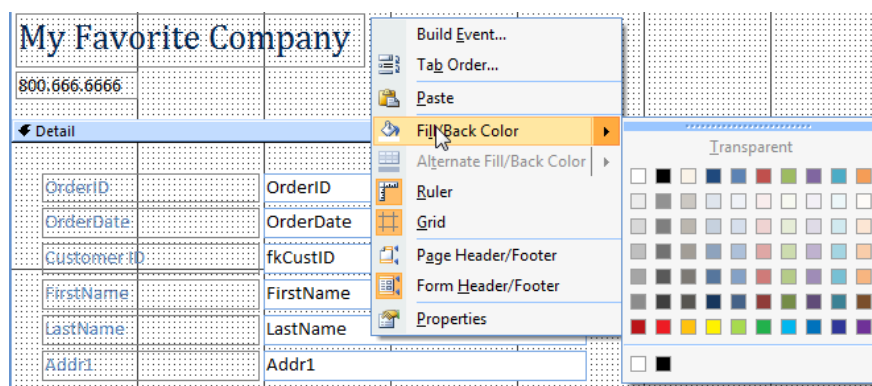 My Favorite Company
800.666.6666
Detail
OrderID OrderID
OrderDate OrderDate
Customer ID fkCustID
FirstName FirstName
LastName LastName
Addr1 Addr1
Build Event...
Tab Order...
Paste
Fill/Back Color
Alternate Fill/Back Color
Ruler
Grid
Page Header/Footer
Form Header/Footer
Properties
Transparent